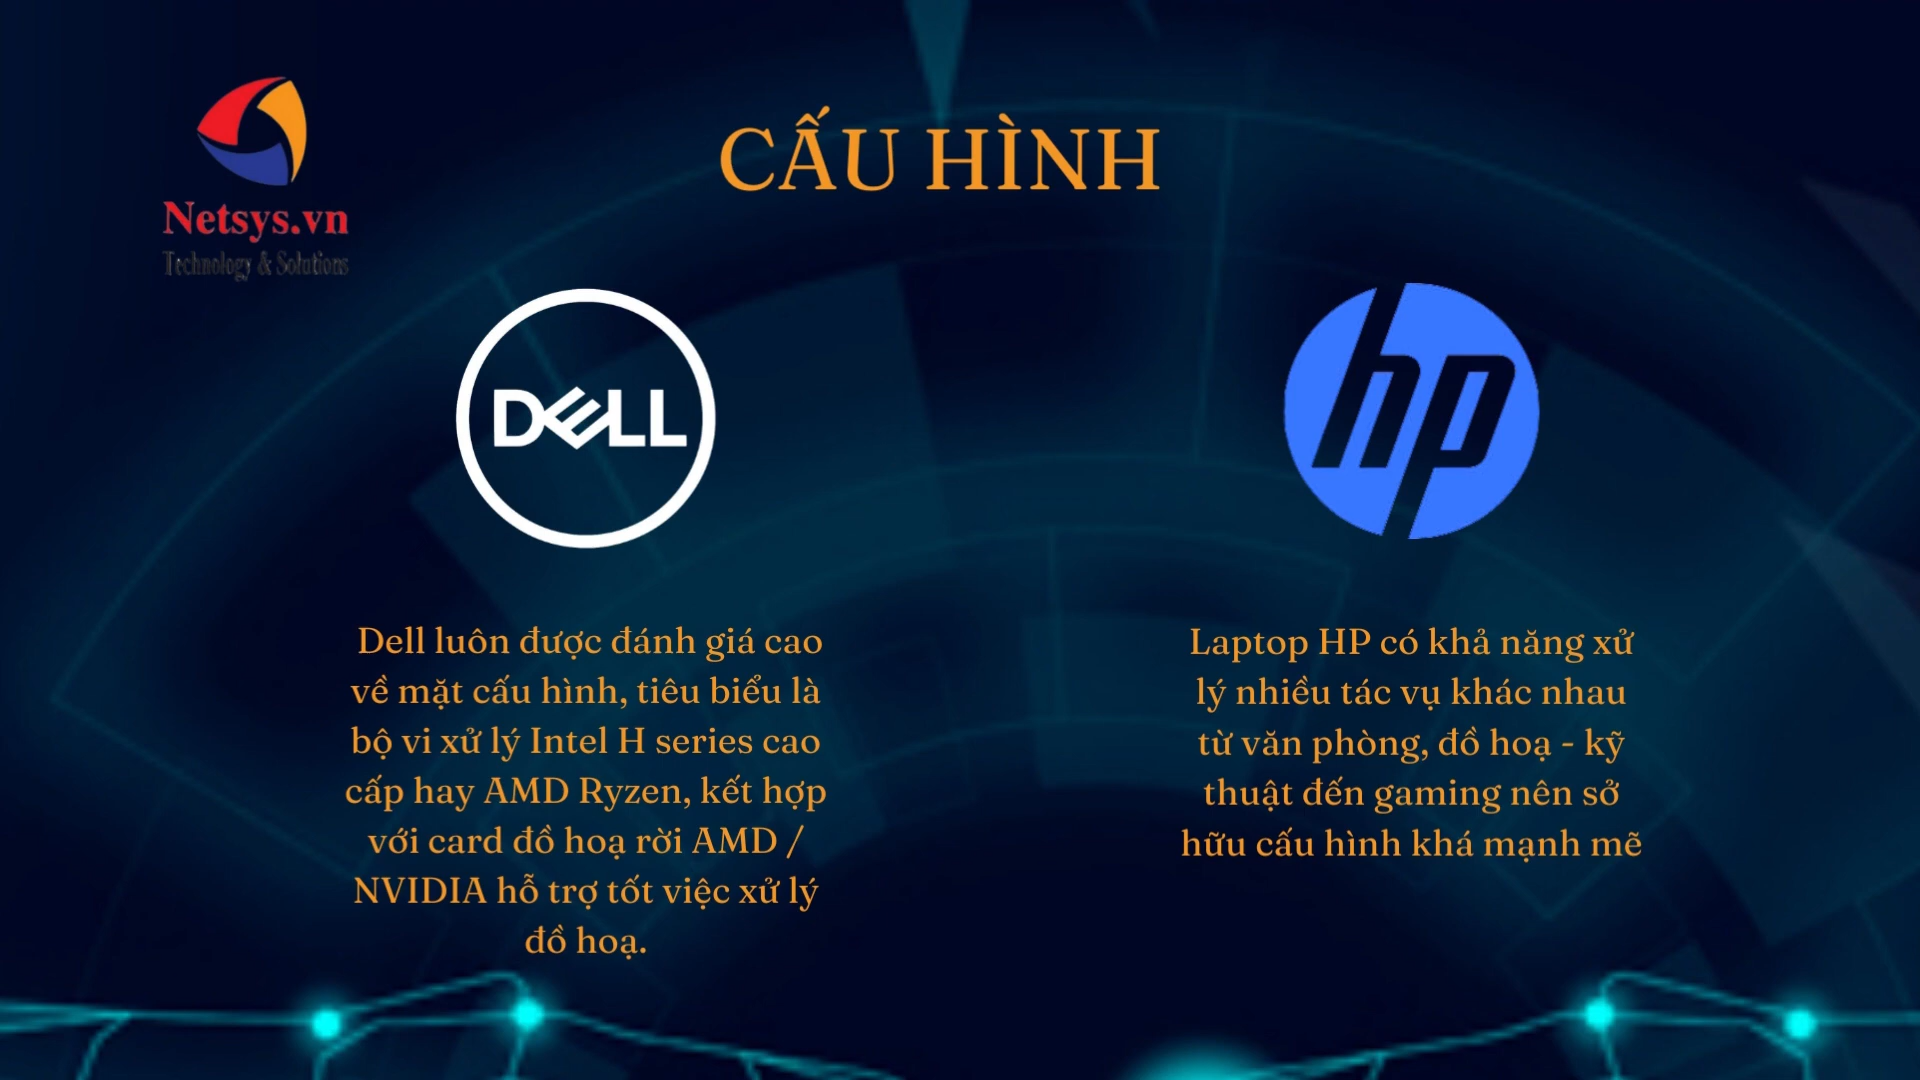 CẤU HÌNH
Netsys.vn
Technology & Solutions
DELL
hp
Dell luôn được đánh giá cao
về mặt cấu hình, tiêu biểu là
bộ vi xử lý Intel H series cao
cấp hay AMD Ryzen, kết hợp
với card đồ hoạ rời AMD /
NVIDIA hỗ trợ tốt việc xử lý
đồ hoạ.
Laptop HP có khả năng xử
lý nhiều tác vụ khác nhau
từ văn phòng, đồ hoạ - kỹ
thuật đến gaming nên sở
hữu cấu hình khá mạnh mẽ